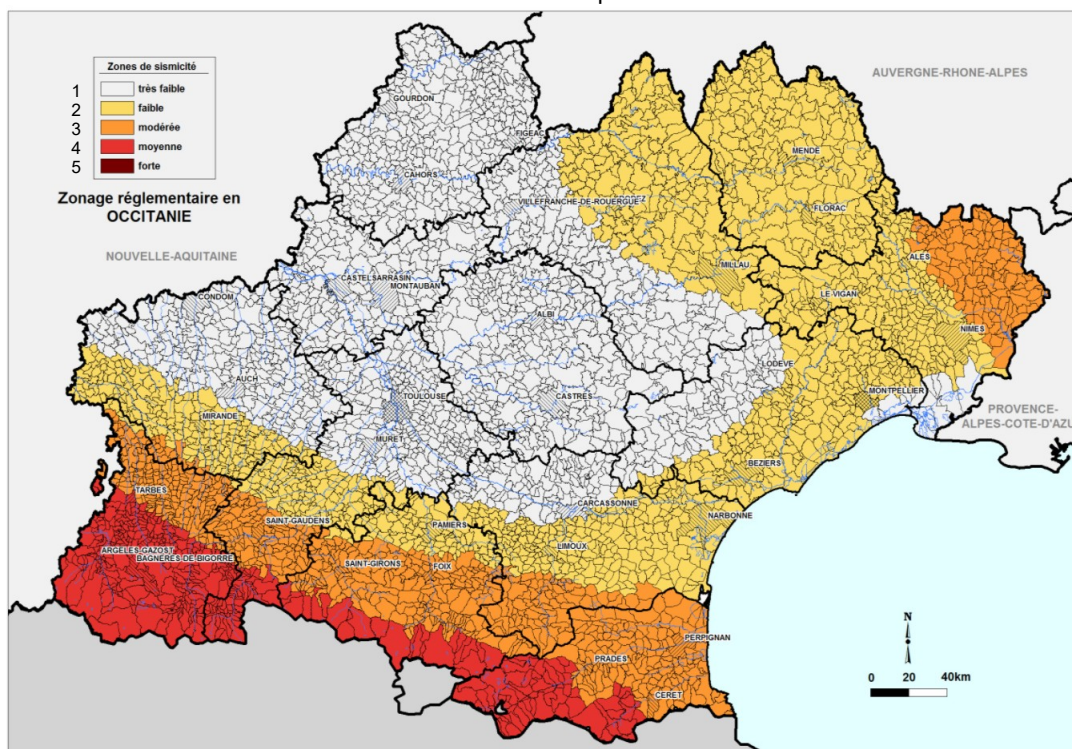 Zones de sismicité
1 très faible
2 faible
3 modérée
4 moyenne
5 forte
Zonage réglementaire en
OCCITANIE
AUVERGNE-RHONE-ALPES
NOUVELLE-AQUITAINE
PROVENCE-
ALPES-COTE-D'AZU
GOURDON
FIGEAC
CAHORS
MENDE
VILLEFRANCHE-DE-ROUERGUE
FLORAC
ALES
MILLAU
CASTELSARRASIN
MONTAUBAN
LE VIGAN
CONDOM
ALBI
NIMES
LODEVE
AUCH
TOULOUSE
MONTPELLIER
CASTRES
MIRANDE
MURET
BEZIERS
TARBES
CARCASSONNE
NARBONNE
SAINT-GAUDENS
PAMIERS
LIMOUX
ARGELES-GAZOST
BAGNERES-DE-BIGORRE
SAINT-GIRONS
FOIX
PERPIGNAN
PRADES
CERET
N
0 20 40km